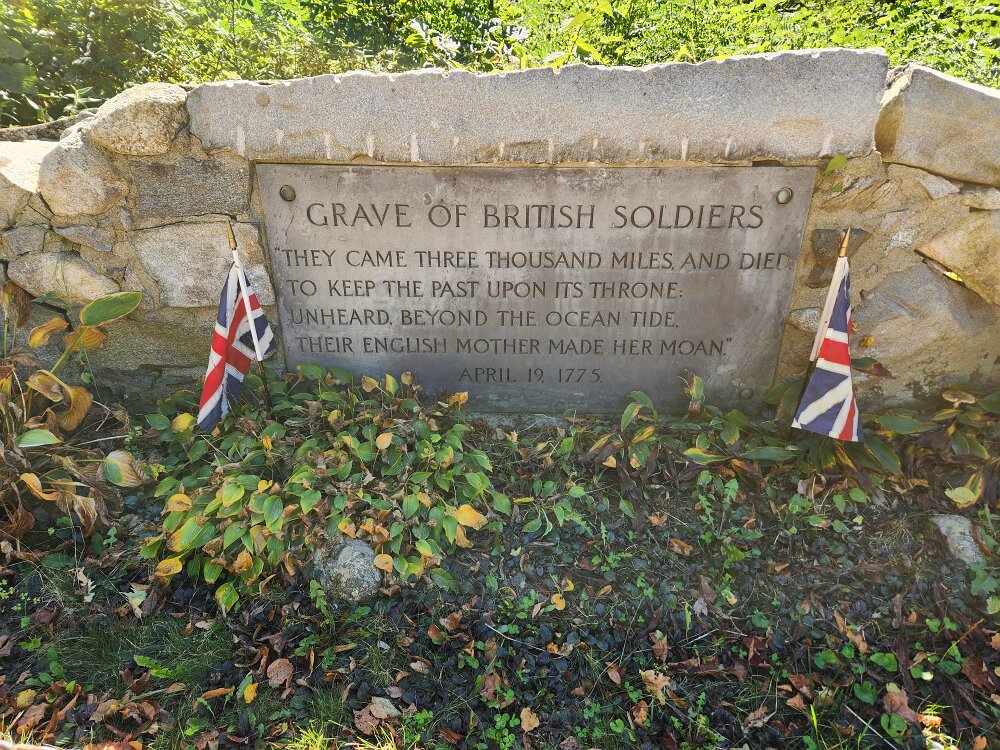 GRAVE OF BRITISH SOLDIERS
"THEY CAME THREE THOUSAND MILES, AND DIED,
TO KEEP THE PAST UPON ITS THRONE:
UNHEARD, BEYOND THE OCEAN TIDE,
THEIR ENGLISH MOTHER MADE HER MOAN."
APRIL 19, 1775.